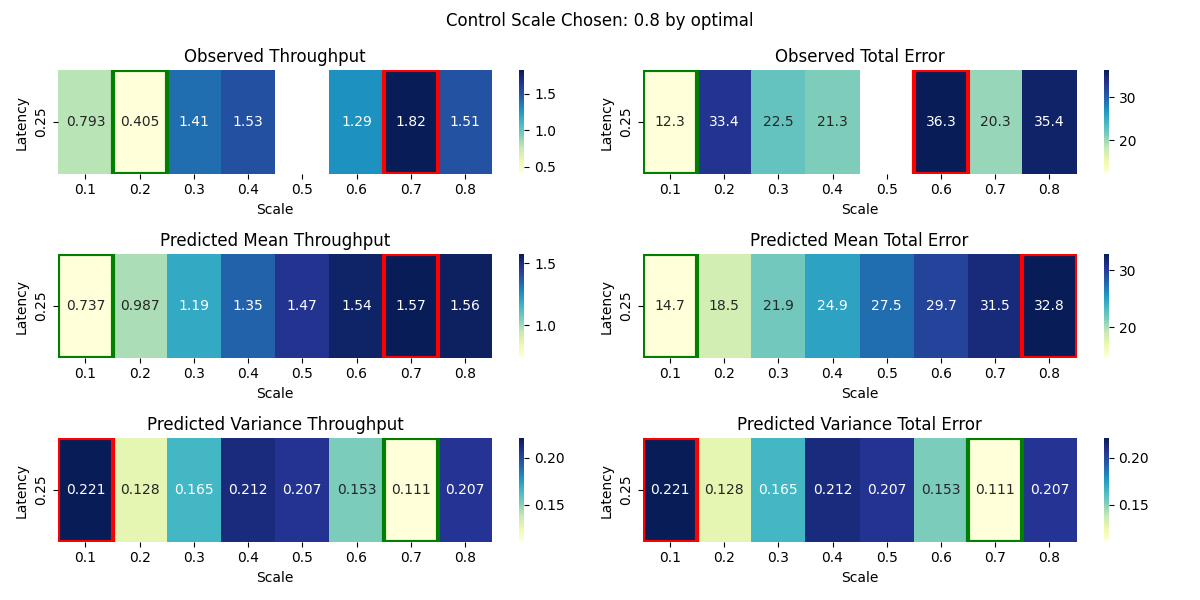 Control Scale Chosen: 0.8 by optimal
Observed Throughput
Latency
0.25
0.793 0.405 1.41 1.53 1.29 1.82 1.51
0.1 0.2 0.3 0.4 0.5 0.6 0.7 0.8
Scale
1.5
1.0
0.5
Observed Total Error
Latency
0.25
12.3 33.4 22.5 21.3 36.3 20.3 35.4
0.1 0.2 0.3 0.4 0.5 0.6 0.7 0.8
Scale
30
20
Predicted Mean Throughput
Latency
0.25
0.737 0.987 1.19 1.35 1.47 1.54 1.57 1.56
0.1 0.2 0.3 0.4 0.5 0.6 0.7 0.8
Scale
1.5
1.0
Predicted Mean Total Error
Latency
0.25
14.7 18.5 21.9 24.9 27.5 29.7 31.5 32.8
0.1 0.2 0.3 0.4 0.5 0.6 0.7 0.8
Scale
30
20
Predicted Variance Throughput
Latency
0.25
0.221 0.128 0.165 0.212 0.207 0.153 0.111 0.207
0.1 0.2 0.3 0.4 0.5 0.6 0.7 0.8
Scale
0.20
0.15
Predicted Variance Total Error
Latency
0.25
0.221 0.128 0.165 0.212 0.207 0.153 0.111 0.207
0.1 0.2 0.3 0.4 0.5 0.6 0.7 0.8
Scale
0.20
0.15